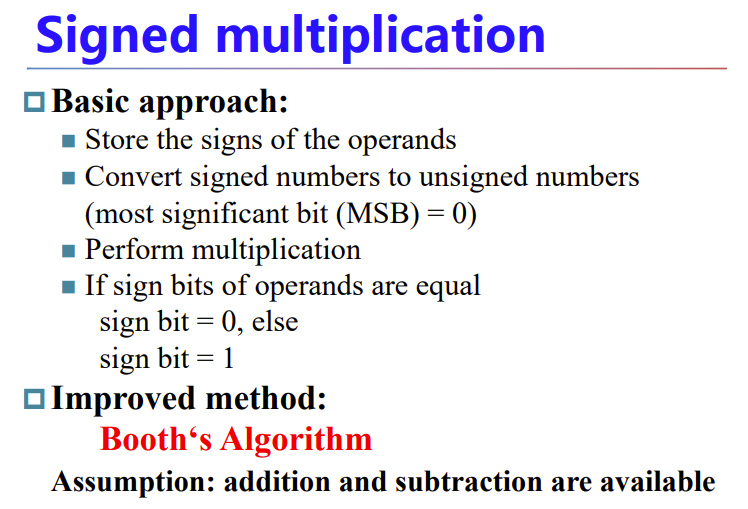 Signed multiplication
Basic approach:
Store the signs of the operands
Convert signed numbers to unsigned numbers
(most significant bit (MSB) = 0)
Perform multiplication
If sign bits of operands are equal
sign bit = 0, else
sign bit = 1
Improved method:
Booth‘s Algorithm
Assumption: addition and subtraction are available